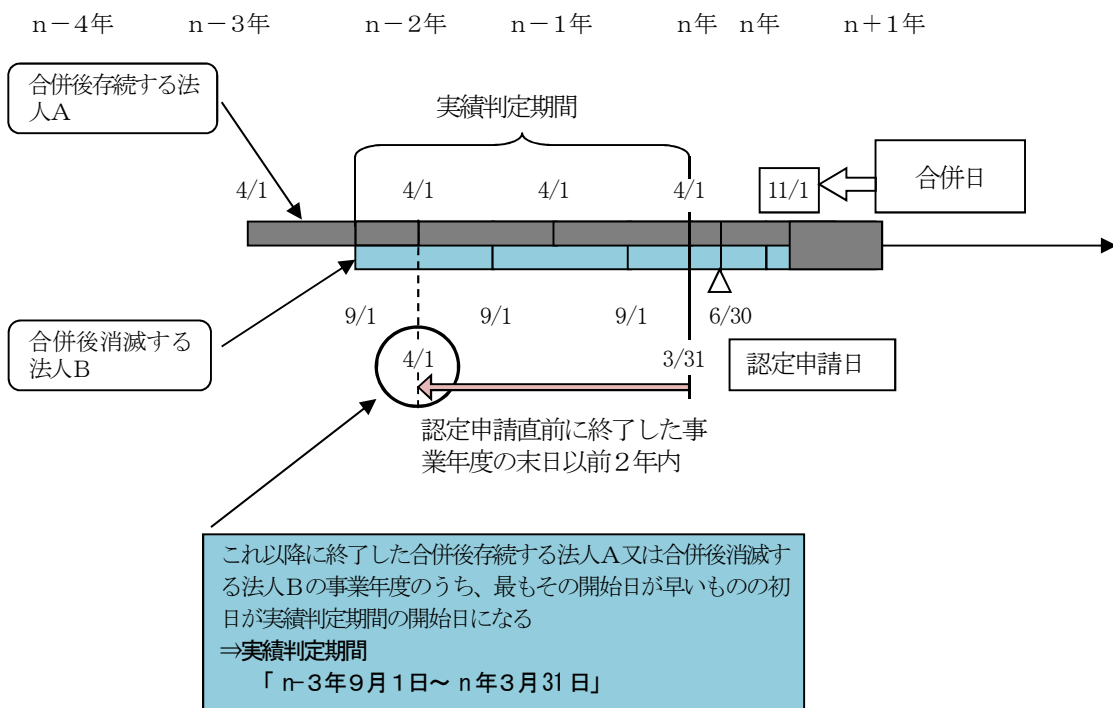 n－4年 n－3年 n－2年 n－1年 n年 n年 n＋1年
合併後存続する法
人Ａ
実績判定期間
合併日
4/1 4/1 4/1 4/1 11/1
9/1 9/1 9/1 6/30
合併後消滅する
法人Ｂ
4/1 3/31
認定申請日
認定申請直前に終了した事
業年度の末日以前２年内
これ以降に終了した合併後存続する法人Ａ又は合併後消滅す
る法人Ｂの事業年度のうち、最もその開始日が早いものの初
日が実績判定期間の開始日になる
⇒実績判定期間
「 n-３年９月１日～ n 年３月 31 日」